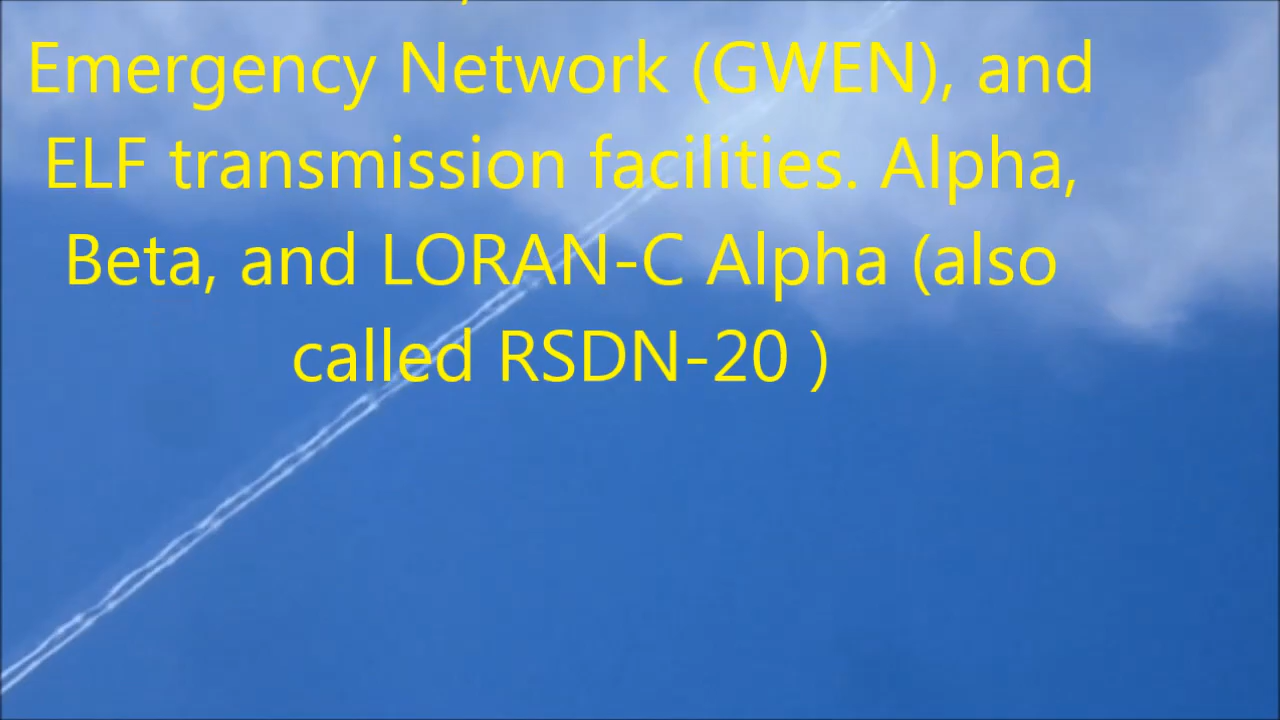 Emergency Network (GWEN), and
ELF transmission facilities. Alpha,
Beta, and LORAN-C Alpha (also
called RSDN-20 )